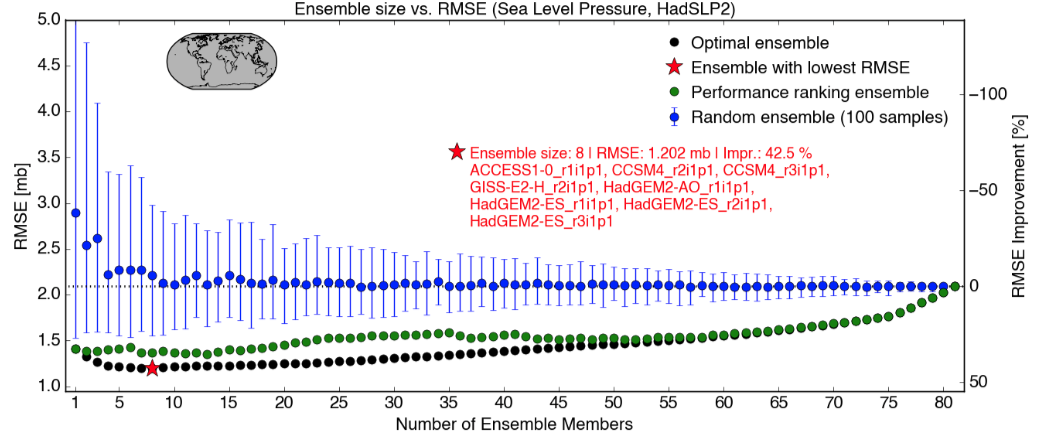 Ensemble size vs. RMSE (Sea Level Pressure, HadSLP2)
Optimal ensemble
Ensemble with lowest RMSE
Performance ranking ensemble
Random ensemble (100 samples)
Ensemble size: 8 | RMSE: 1.202 mb | Impr.: 42.5 %
ACCESS1-0_r1i1p1, CCSM4_r2i1p1, CCSM4_r3i1p1,
GISS-E2-H_r2i1p1, HadGEM2-AO_r1i1p1,
HadGEM2-ES_r1i1p1, HadGEM2-ES_r2i1p1,
HadGEM2-ES_r3i1p1
RMSE [mb]
5.0
4.5
4.0
3.5
3.0
2.5
2.0
1.5
1.0
RMSE Improvement [%]
−100
−50
0
50
1 5 10 15 20 25 30 35 40 45 50 55 60 65 70 75 80
Number of Ensemble Members